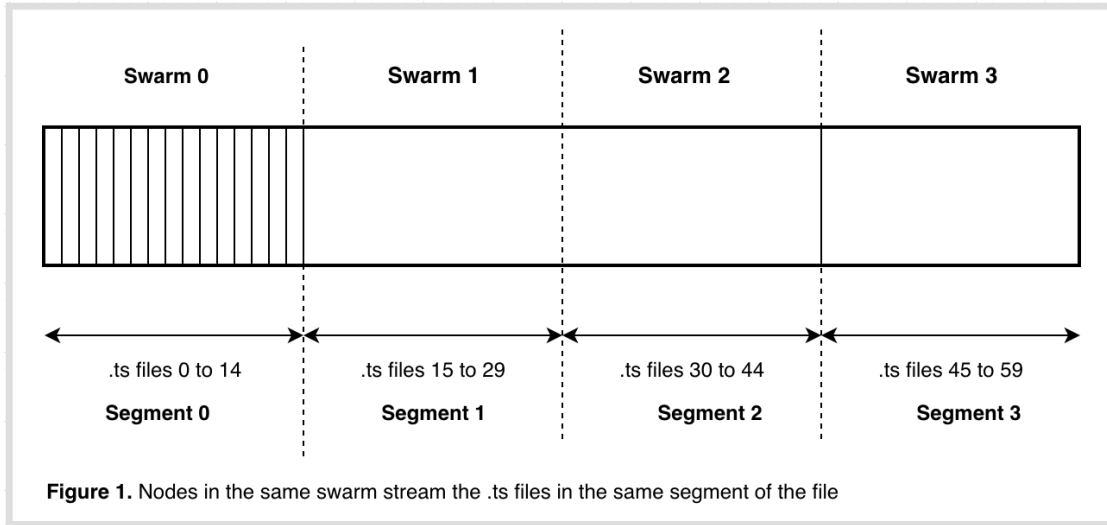 Swarm 0 Swarm 1 Swarm 2 Swarm 3
.ts files 0 to 14 .ts files 15 to 29 .ts files 30 to 44 .ts files 45 to 59
Segment 0 Segment 1 Segment 2 Segment 3
Figure 1. Nodes in the same swarm stream the .ts files in the same segment of the file